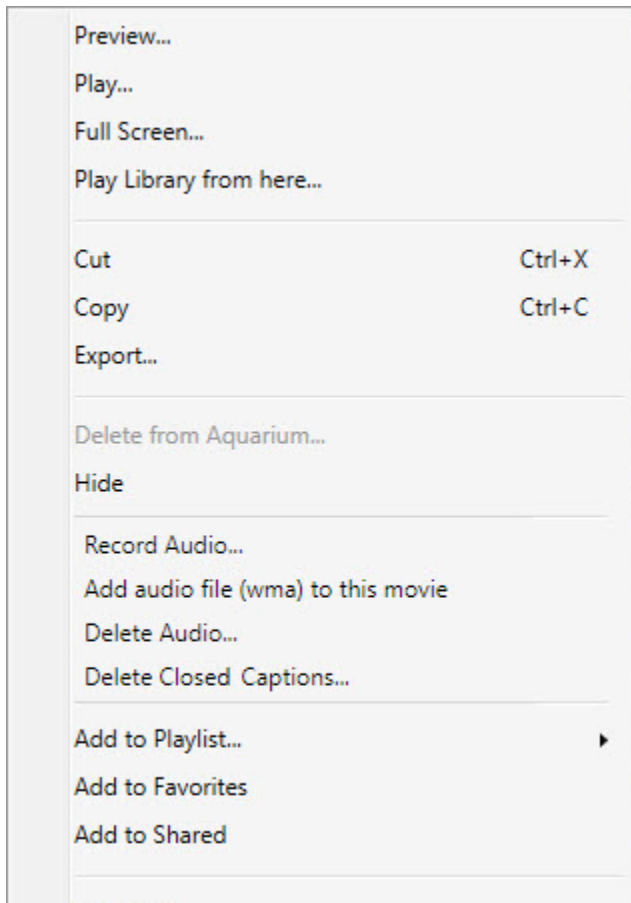 Preview...
Play...
Full Screen...
Play Library from here...
Cut Ctrl+X
Copy Ctrl+C
Export...
Delete from Aquarium...
Hide
Record Audio...
Add audio file (wma) to this movie
Delete Audio...
Delete Closed Captions...
Add to Playlist...
Add to Favorites
Add to Shared